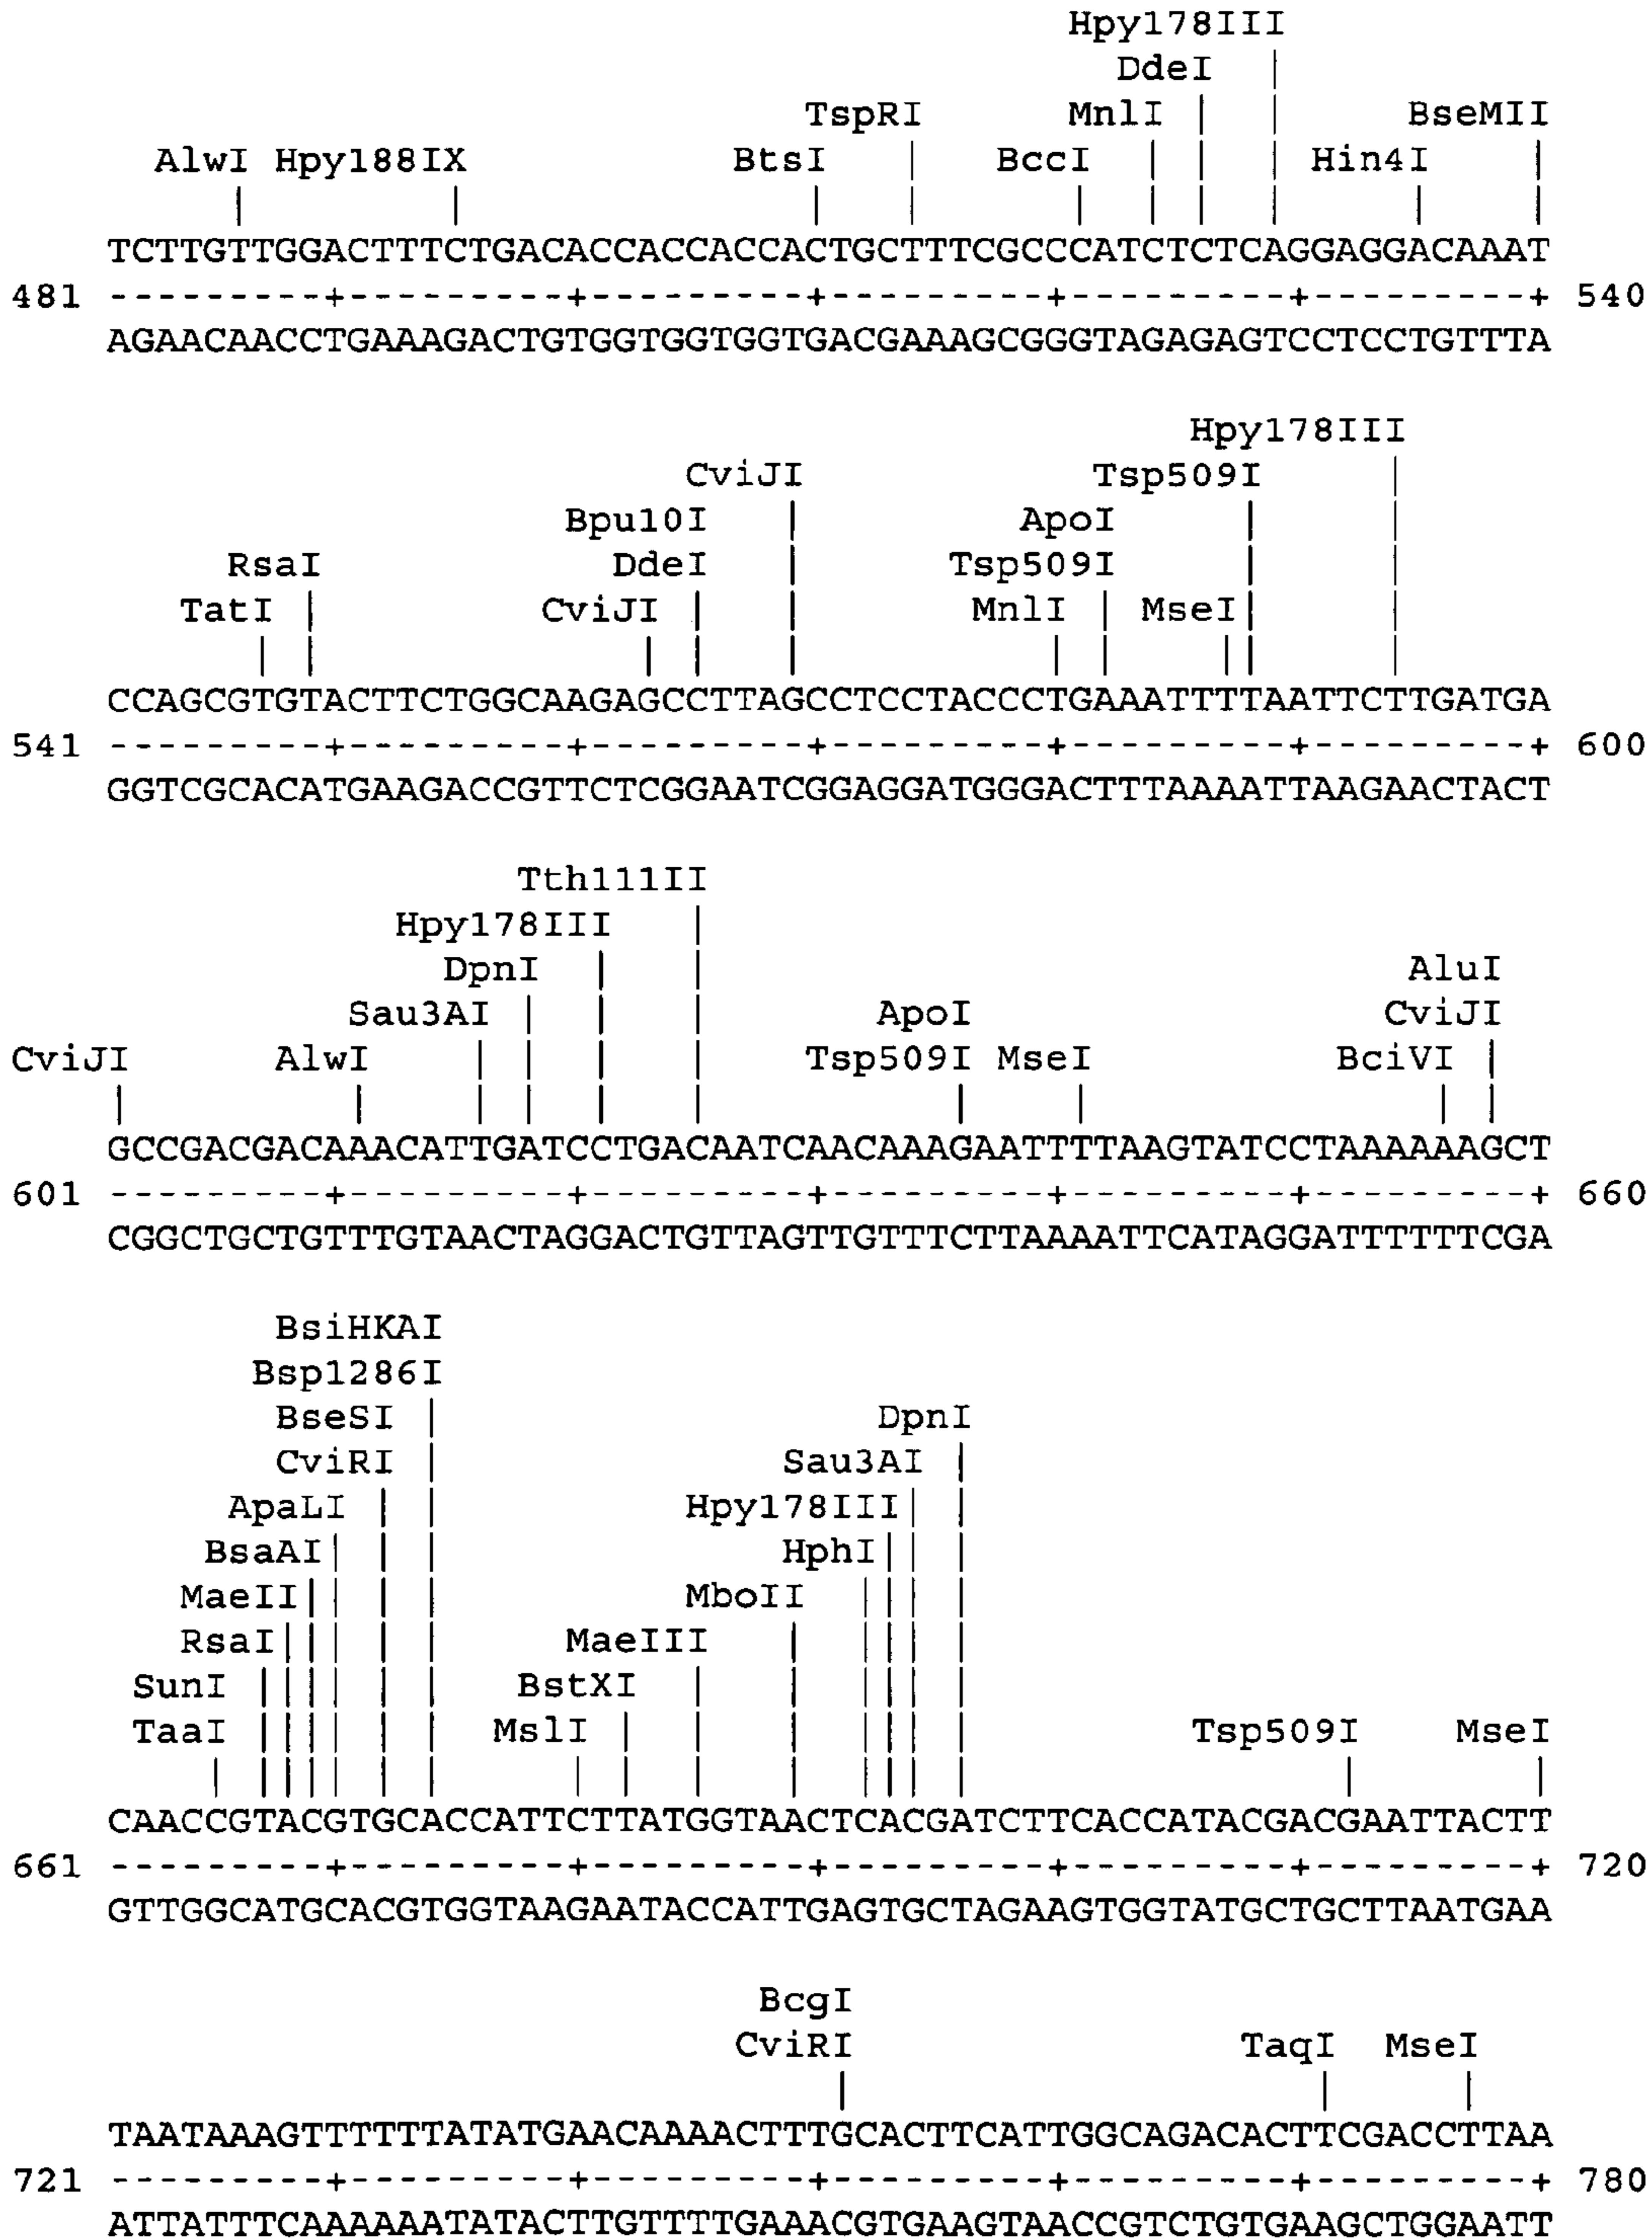 Hpy178III
DdeI
TspRI MnlI BseMII
AlwI Hpy188IX BtsI BccI Hin4I
TCTTGTTGGACTTTCTGACACCACCACCACTGCTTTCGCCCATCTCTCAGGAGGACAAAT
481 ---------+---------+---------+---------+---------+---------+ 540
AGAACAACCTGAAAGACTGTGGTGGTGGTGACGAAAGCGGGTAGAGAGTCCTCCTGTTTA
Hpy178III
CviJI Tsp509I
Bpu10I ApoI
RsaI DdeI Tsp509I
TatI CviJI MnlI MseI
CCAGCGTGTACTTCTGGCAAGAGCCTTAGCCTCCTACCCTGAAATTTTAATTCTTGATGA
541 ---------+---------+---------+---------+---------+---------+ 600
GGTCGCACATGAAGACCGTTCTCGGAATCGGAGGATGGGACTTTAAAATTAAGAACTACT
Tth111II
Hpy178III
DpnI AluI
Sau3AI ApoI CviJI
CviJI AlwI Tsp509I MseI BciVI
GCCGACGACAAACATTGATCCTGACAATCAACAAAGAATTTTAAGTATCCTAAAAAAGCT
601 ---------+---------+---------+---------+---------+---------+ 660
CGGCTGCTGTTTGTAACTAGGACTGTTAGTTGTTTCTTAAAATTCATAGGATTTTTTCGA
BsiHKAI
Bsp1286I
BseSI DpnI
CviRI Sau3AI
ApaLI Hpy178III
BsaAI HphI
MaeII MboII
RsaI MaeIII
SunI BstXI
TaaI MslI Tsp509I MseI
CAACCGTACGTGCACCATTCTTATGGTAACTCACGATCTTCACCATACGACGAATTACTT
661 ---------+---------+---------+---------+---------+---------+ 720
GTTGGCATGCACGTGGTAAGAATACCATTGAGTGCTAGAAGTGGTATGCTGCTTAATGAA
BcgI
CviRI TaqI MseI
TAATAAAGTTTTTTTATATGAACAAAACTTTGCACTTCATTGGCAGACACTTCGACCTTAA
721 ---------+---------+---------+---------+---------+---------+ 780
ATTATTTCAAAAAATATACTTGTTTTGAAACGTGAAGTAACCGTCTGTGAAGCTGGAATT